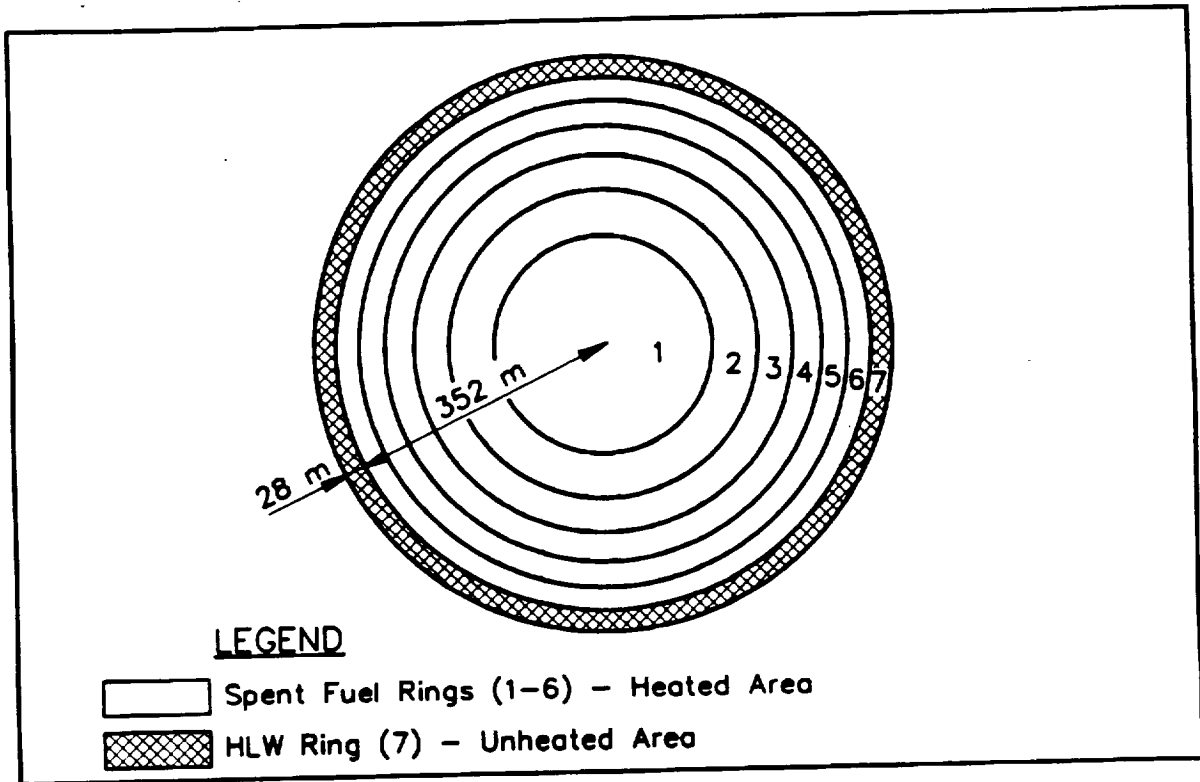 1
2
3
4
5
6
7
352 m
28 m
LEGEND
Spent Fuel Rings (1-6) - Heated Area
HLW Ring (7) - Unheated Area